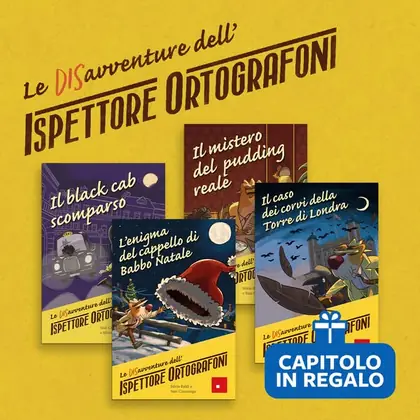 Le DISavventure dell'
ISPETTORE ORTOGRAFONI
Il black cab
scomparso
Il mistero
del pudding
reale
L'enigma
del cappello di
Babbo Natale
Le DISavventure dell'
ISPETTORE ORTOGRAFONI
Il caso
dei corvi della
Torre di Londra
Le DISavventure dell'
ISPETTORE ORTOGRAFONI
CAPITOLO
IN REGALO